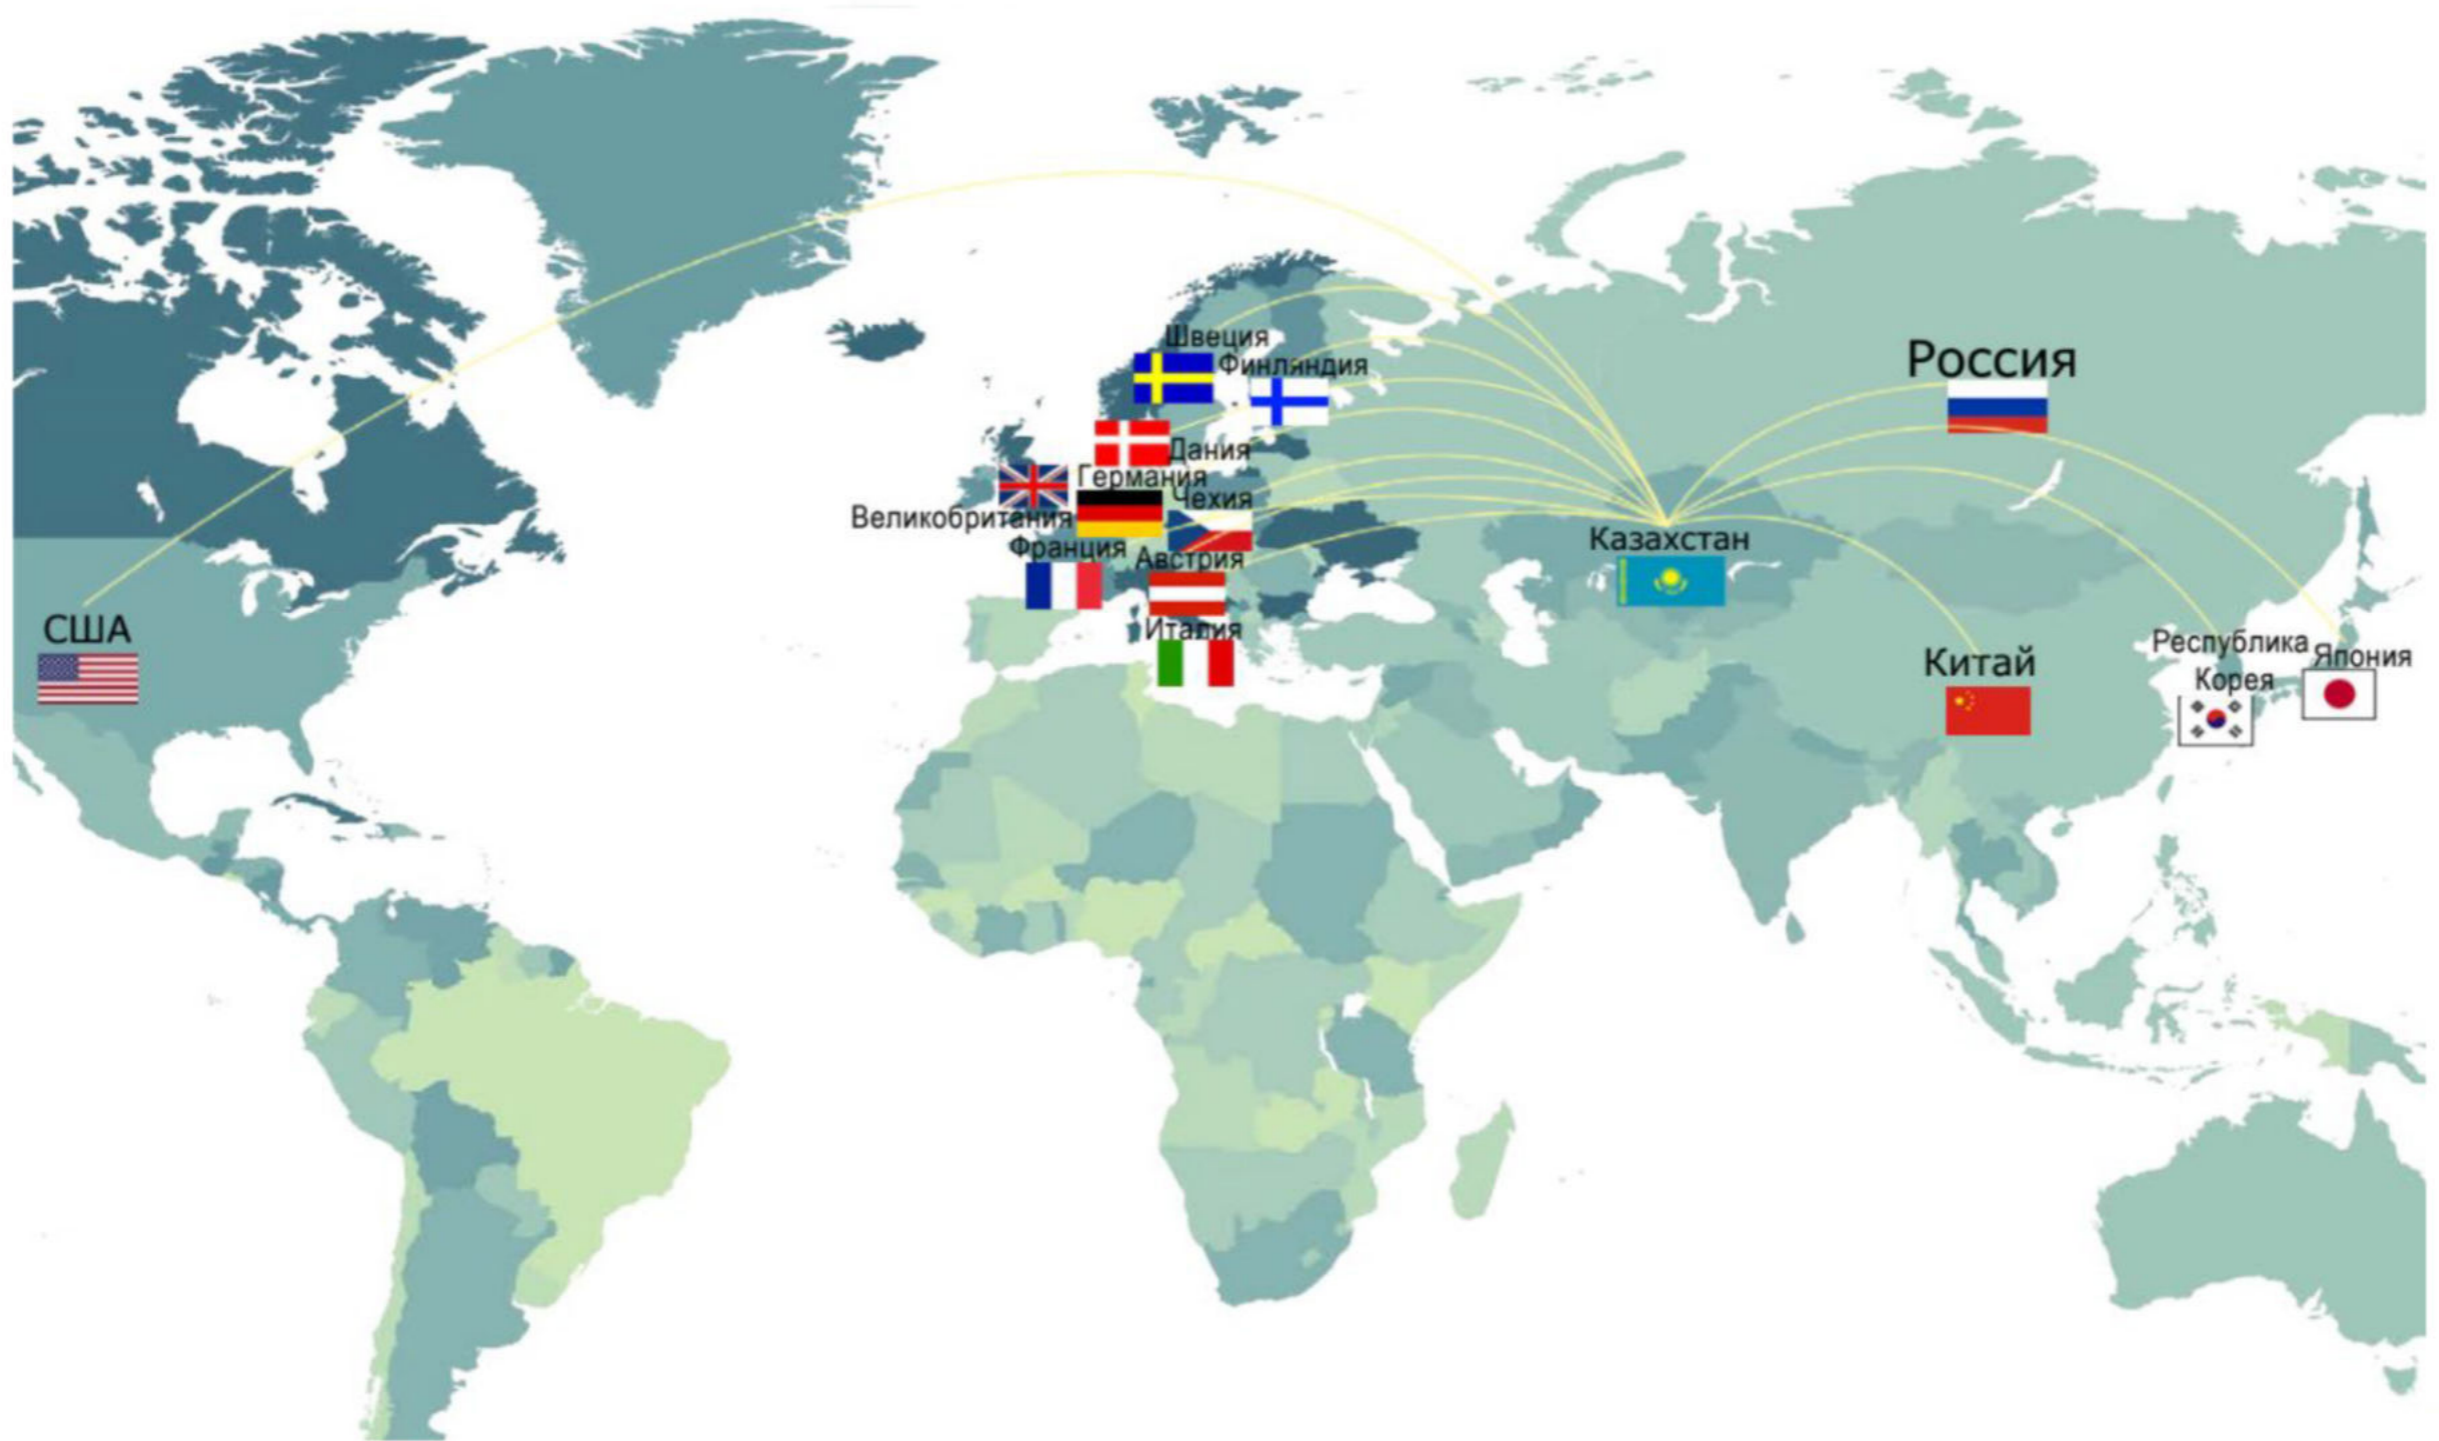 Швеция
Финляндия
Россия
Дания
Германия
Чехия
Великобритания
Казахстан
Франция
Австрия
США
Италия
Республика
Корея
Япония
Китай